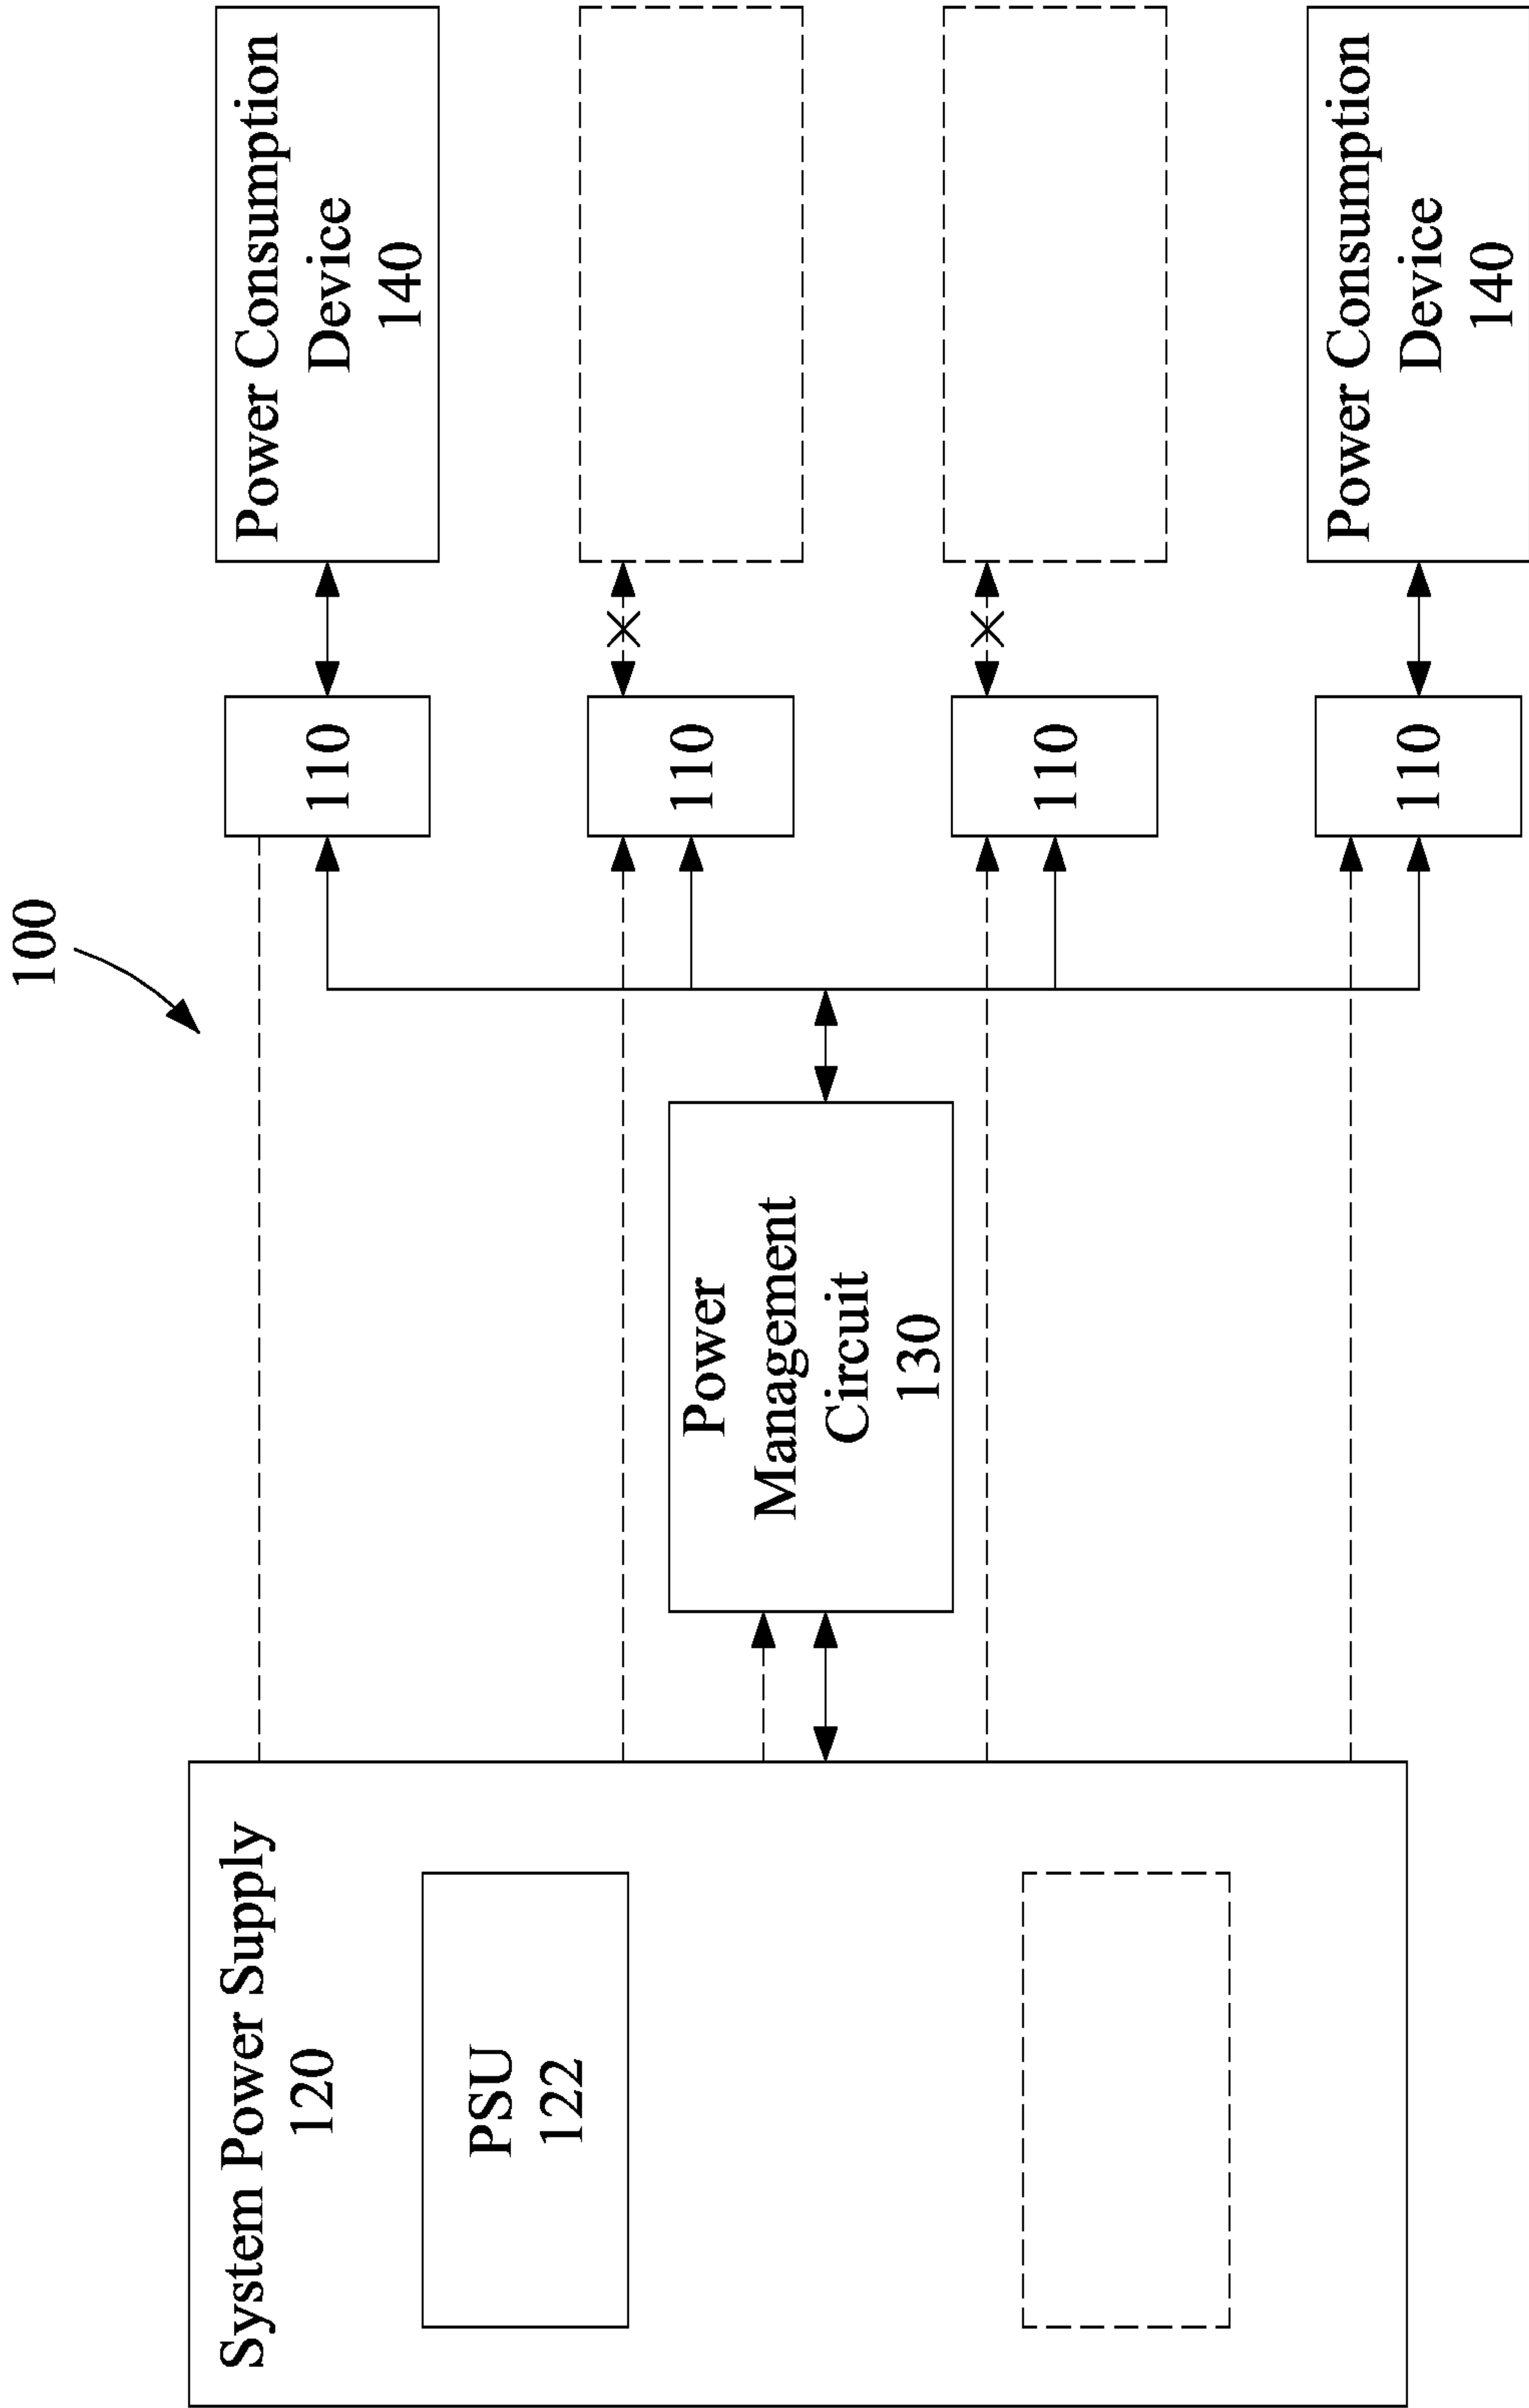 100
System Power Supply
120
PSU
122
Power
Management
Circuit
130
110
110
110
110
Power Consumption
Device
140
Power Consumption
Device
140